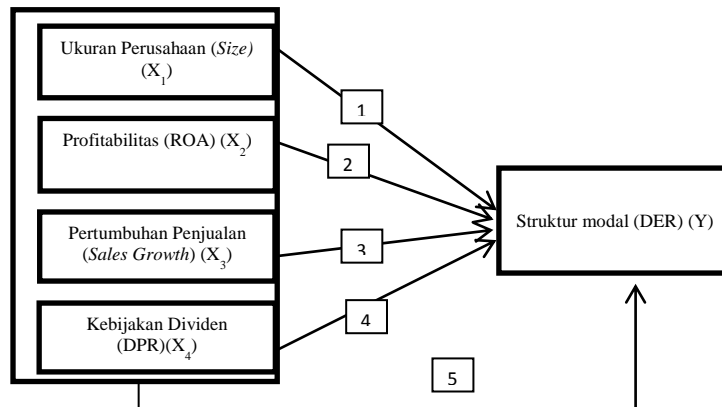 Ukuran Perusahaan (Size)
(X1)
1
Profitabilitas (ROA) (X2)
2
Struktur modal (DER) (Y)
Pertumbuhan Penjualan
(Sales Growth) (X3)
3
Kebijakan Dividen
(DPR)(X4)
4
5